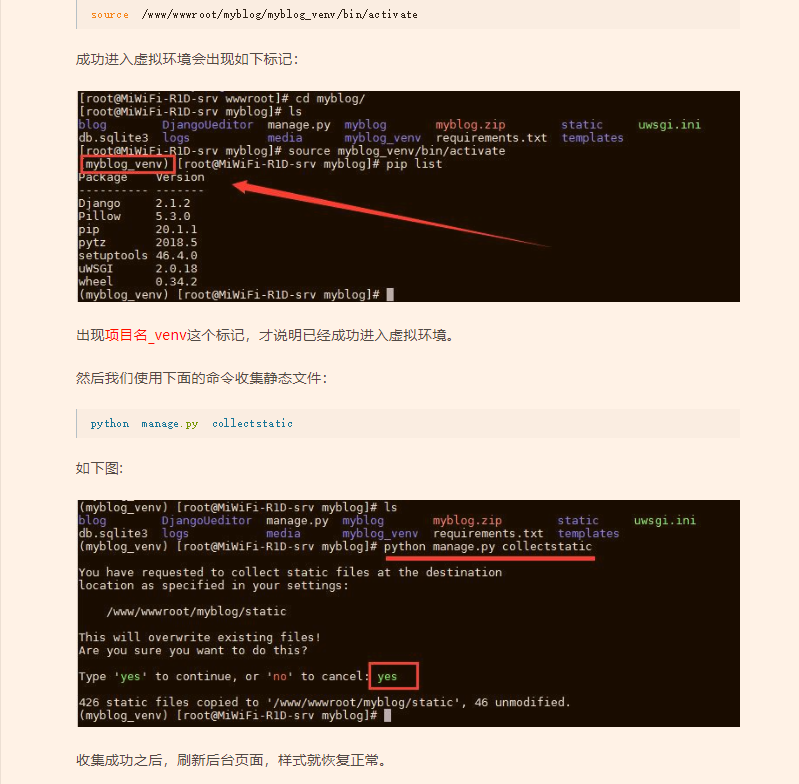 source /www/wwwroot/myblog/myblog_venv/bin/activate
成功进入虚拟环境会出现如下标记：
[root@MiWiFi-R1D-srv wwwroot]# cd myblog/
[root@MiWiFi-R1D-srv myblog]# ls
blog DjangoUeditor manage.py myblog myblog.zip static uwsgi.ini
db.sqlite3 logs media myblog_venv requirements.txt templates
[root@MiWiFi-R1D-srv myblog]# source myblog_venv/bin/activate
(myblog_venv) [root@MiWiFi-R1D-srv myblog]# pip list
Package Version
---------- -------
Django 2.1.2
Pillow 5.3.0
pip 20.1.1
pytz 2018.5
setuptools 46.4.0
uWSGI 2.0.18
wheel 0.34.2
(myblog_venv) [root@MiWiFi-R1D-srv myblog]#
出现项目名_venv这个标记，才说明已经成功进入虚拟环境。
然后我们使用下面的命令收集静态文件：
python manage.py collectstatic
如下图:
(myblog_venv) [root@MiWiFi-R1D-srv myblog]# ls
blog DjangoUeditor manage.py myblog myblog.zip static uwsgi.ini
db.sqlite3 logs media myblog_venv requirements.txt templates
(myblog_venv) [root@MiWiFi-R1D-srv myblog]# python manage.py collectstatic
You have requested to collect static files at the destination
location as specified in your settings:
/www/wwwroot/myblog/static
This will overwrite existing files!
Are you sure you want to do this?
Type 'yes' to continue, or 'no' to cancel: yes
426 static files copied to '/www/wwwroot/myblog/static', 46 unmodified.
(myblog_venv) [root@MiWiFi-R1D-srv myblog]#
收集成功之后，刷新后台页面，样式就恢复正常。